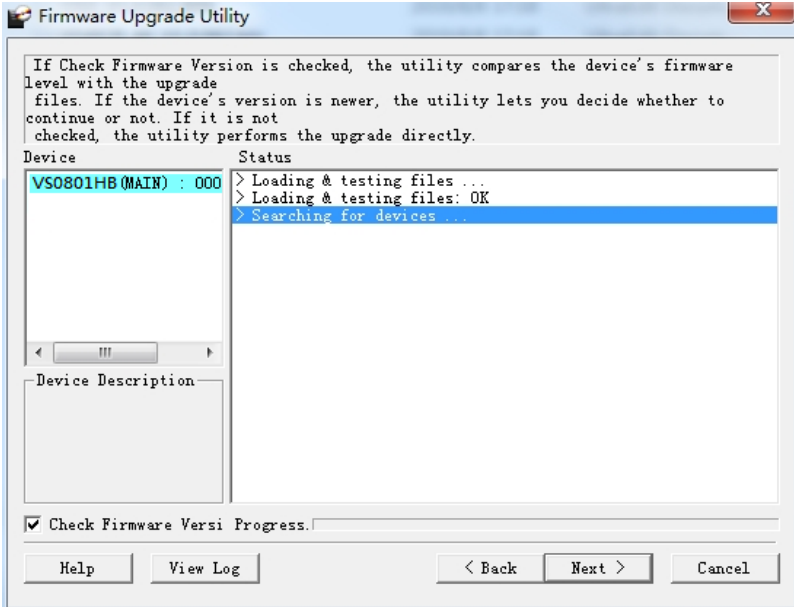 Firmware Upgrade Utility
If Check Firmware Version is checked, the utility compares the device's firmware
level with the upgrade
files. If the device's version is newer, the utility lets you decide whether to
continue or not. If it is not
checked, the utility performs the upgrade directly.
Device
Status
VS0801HB(MAIN) : 000
> Loading & testing files ...
> Loading & testing files: OK
> Searching for devices ...
Device Description
Check Firmware Versi Progress.
Help
View Log
< Back
Next >
Cancel